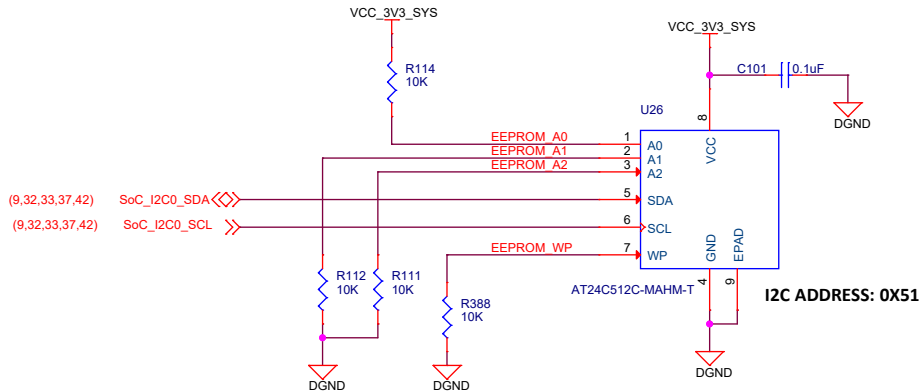 VCC_3V3_SYS
VCC_3V3_SYS
R114
10K
C101
0.1uF
DGND
U26
8
VCC
EEPROM_A0
1
A0
EEPROM_A1
2
A1
EEPROM_A2
3
A2
(9,32,33,37,42)
SoC_I2C0_SDA
5
SDA
(9,32,33,37,42)
SoC_I2C0_SCL
6
SCL
EEPROM_WP
7
WP
GND
EPAD
4
9
R112
10K
R111
10K
R388
10K
AT24C512C-MAHM-T
I2C ADDRESS: 0X51
DGND
DGND
DGND